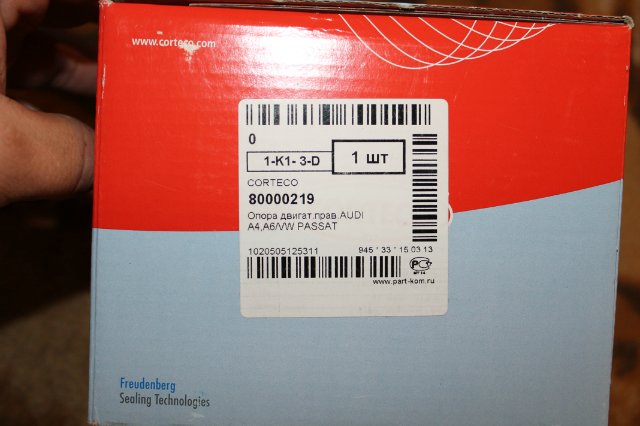 www.corteco.com
0
1-K1- 3-D
1 шт
CORTECO
80000219
Опора двигат.прав.AUDI
A4,A6/VW PASSAT
1020505125311
945 ' 33 ' 15 03 13
www.part-kom.ru
Freudenberg
Sealing Technologies